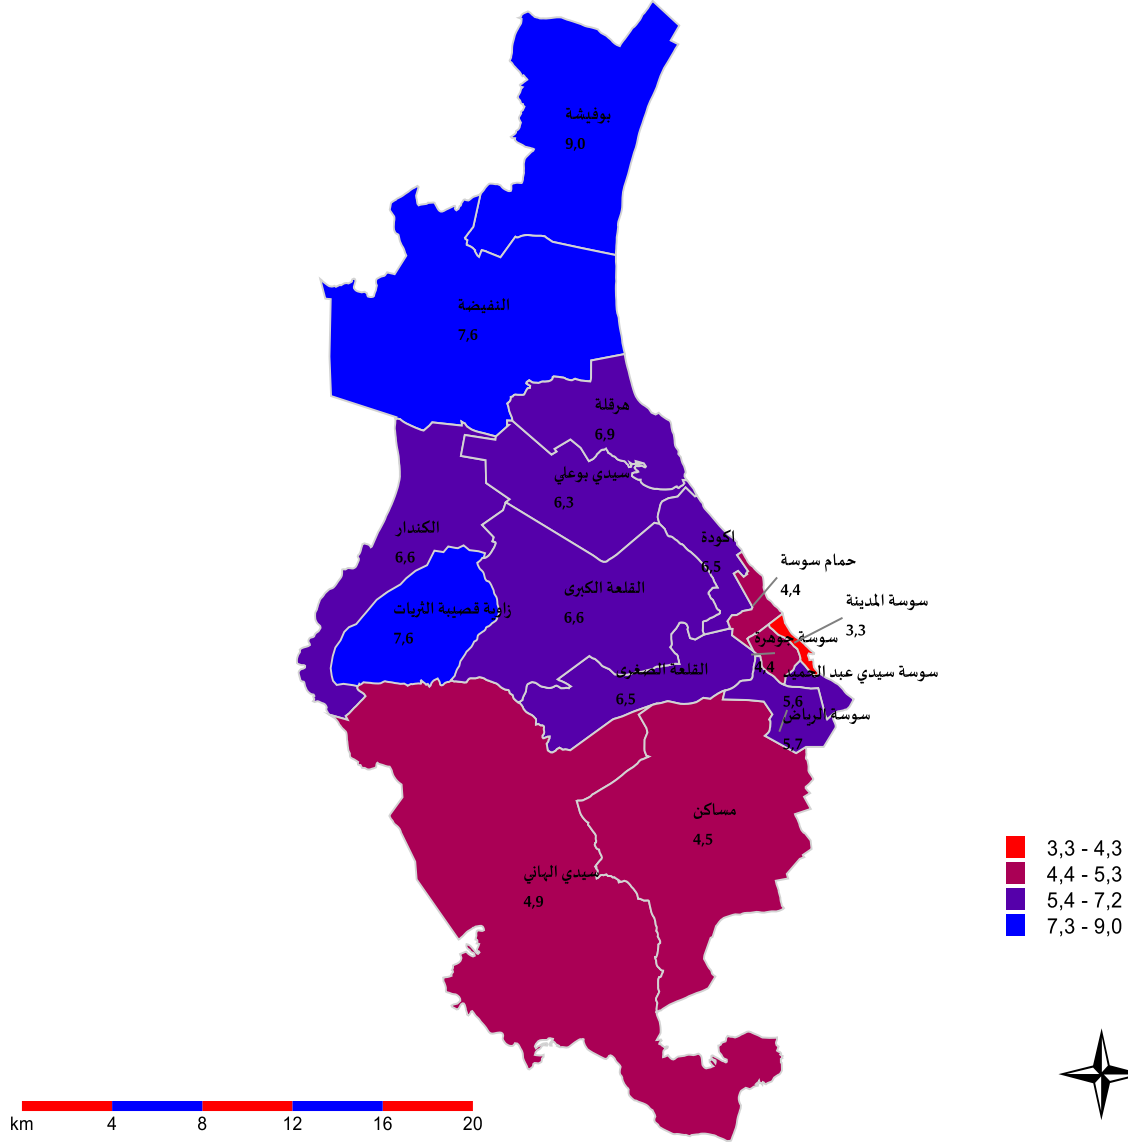 بوفيشة
9,0
النفيضة
7,6
هرقلة
6,9
سيدي بوعلي
6,3
الكندار
6,6
اكودة
6,5
حمام سوسة
4,4
القلعة الكبرى
6,6
سوسة المدينة
3,3
زاوية قصيبة الثريات
7,6
سوسة جوهرة
4,4
القلعة الصغرى
6,5
سوسة سيدي عبد الحميد
5,6
سوسة الرياض
5,7
مساكن
4,5
سيدي الهاني
4,9
3,3 - 4,3
4,4 - 5,3
5,4 - 7,2
7,3 - 9,0
km 4 8 12 16 20